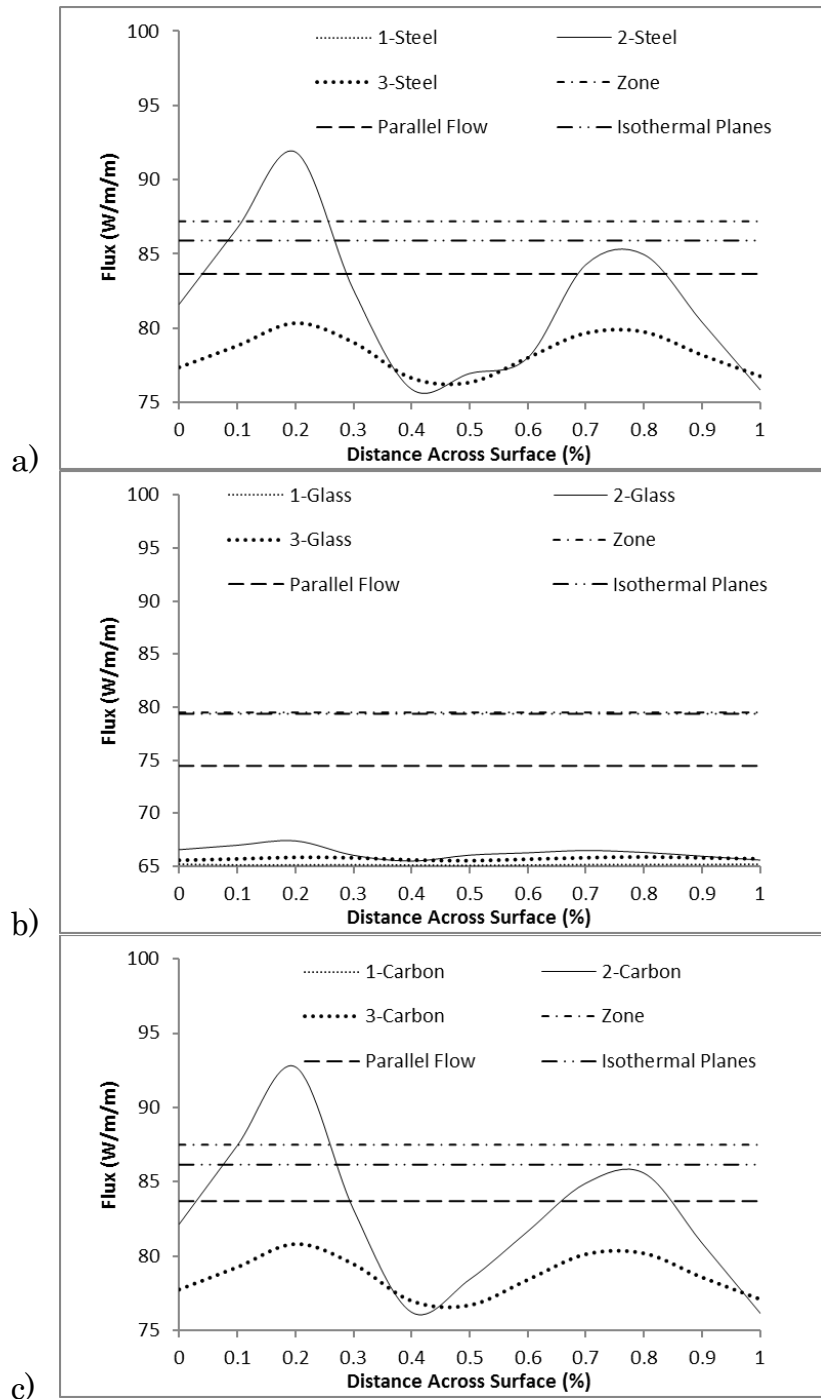 100
95
90
85
80
75
Flux (W/m/m)
1-Steel
2-Steel
3-Steel
Zone
Parallel Flow
Isothermal Planes
0 0.1 0.2 0.3 0.4 0.5 0.6 0.7 0.8 0.9 1
Distance Across Surface (%)
a)
100
95
90
85
80
75
70
65
Flux (W/m/m)
1-Glass
2-Glass
3-Glass
Zone
Parallel Flow
Isothermal Planes
0 0.1 0.2 0.3 0.4 0.5 0.6 0.7 0.8 0.9 1
Distance Across Surface (%)
b)
100
95
90
85
80
75
Flux (W/m/m)
1-Carbon
2-Carbon
3-Carbon
Zone
Parallel Flow
Isothermal Planes
0 0.1 0.2 0.3 0.4 0.5 0.6 0.7 0.8 0.9 1
Distance Across Surface (%)
c)